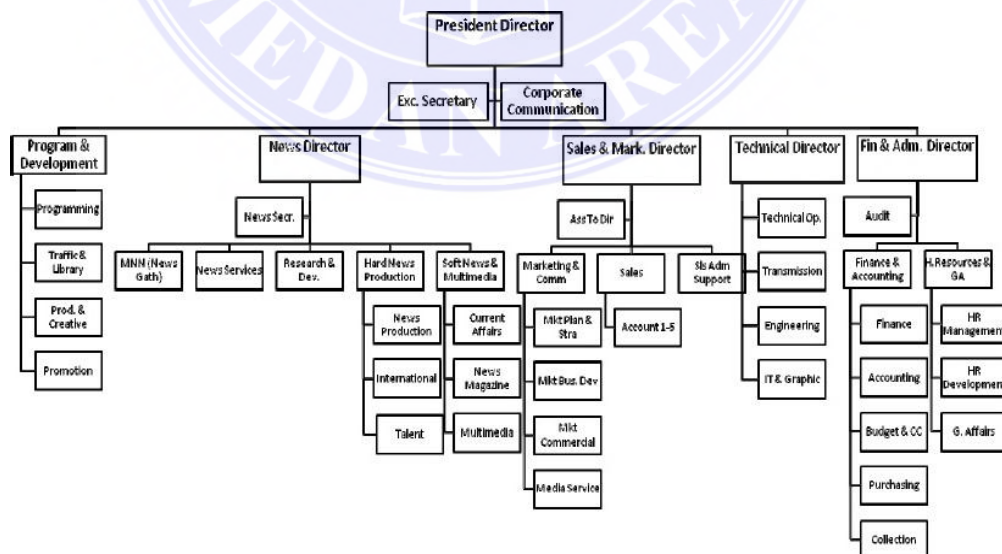 MEDAN AREA
President Director
Exc. Secretary
Corporate
Communication
Program &
Development
News Director
Sales & Mark. Director
Technical Director
Fin & Adm. Director
Programming
Traffic &
Library
Prod. &
Creative
Promotion
News Secr.
MNN (News
Gath)
News Services
Research &
Dev.
Hard News
Production
Soft News &
Multimedia
News
Production
International
Talent
Current
Affairs
News
Magazine
Multimedia
Ass To Dir
Marketing &
Comm
Sales
Sls Adm
Support
Mkt Plan &
Stra
Mkt Bus. Dev
Mkt
Commercial
Media Service
Account 1-5
Technical Op.
Transmission
Engineering
IT & Graphic
Audit
Finance &
Accounting
H.Resources &
GA
Finance
Accounting
Budget & CC
Purchasing
Collection
HR
Management
HR
Development
G. Affairs